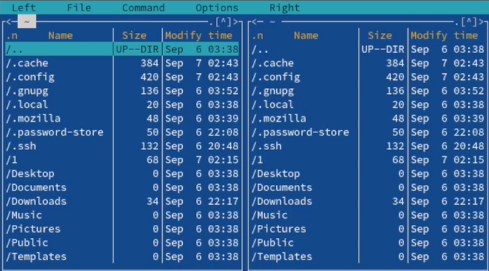 Left File Command Options Right
<─ ~ ─.[^]> <─ ~ ─.[^]>
.n Name Size Modify time .n Name Size Modify time
/.. UP--DIR Sep 6 03:38 /.. UP--DIR Sep 6 03:38
/.cache 384 Sep 7 02:43 /.cache 384 Sep 7 02:43
/.config 420 Sep 7 02:43 /.config 420 Sep 7 02:43
/.gnupg 136 Sep 6 03:52 /.gnupg 136 Sep 6 03:52
/.local 20 Sep 6 03:38 /.local 20 Sep 6 03:38
/.mozilla 48 Sep 6 03:39 /.mozilla 48 Sep 6 03:39
/.password-store 50 Sep 6 22:08 /.password-store 50 Sep 6 22:08
/.ssh 132 Sep 6 20:48 /.ssh 132 Sep 6 20:48
/1 68 Sep 7 02:15 /1 68 Sep 7 02:15
/Desktop 0 Sep 6 03:38 /Desktop 0 Sep 6 03:38
/Documents 0 Sep 6 03:38 /Documents 0 Sep 6 03:38
/Downloads 34 Sep 6 22:17 /Downloads 34 Sep 6 22:17
/Music 0 Sep 6 03:38 /Music 0 Sep 6 03:38
/Pictures 0 Sep 6 03:38 /Pictures 0 Sep 6 03:38
/Public 0 Sep 6 03:38 /Public 0 Sep 6 03:38
/Templates 0 Sep 6 03:38 /Templates 0 Sep 6 03:38